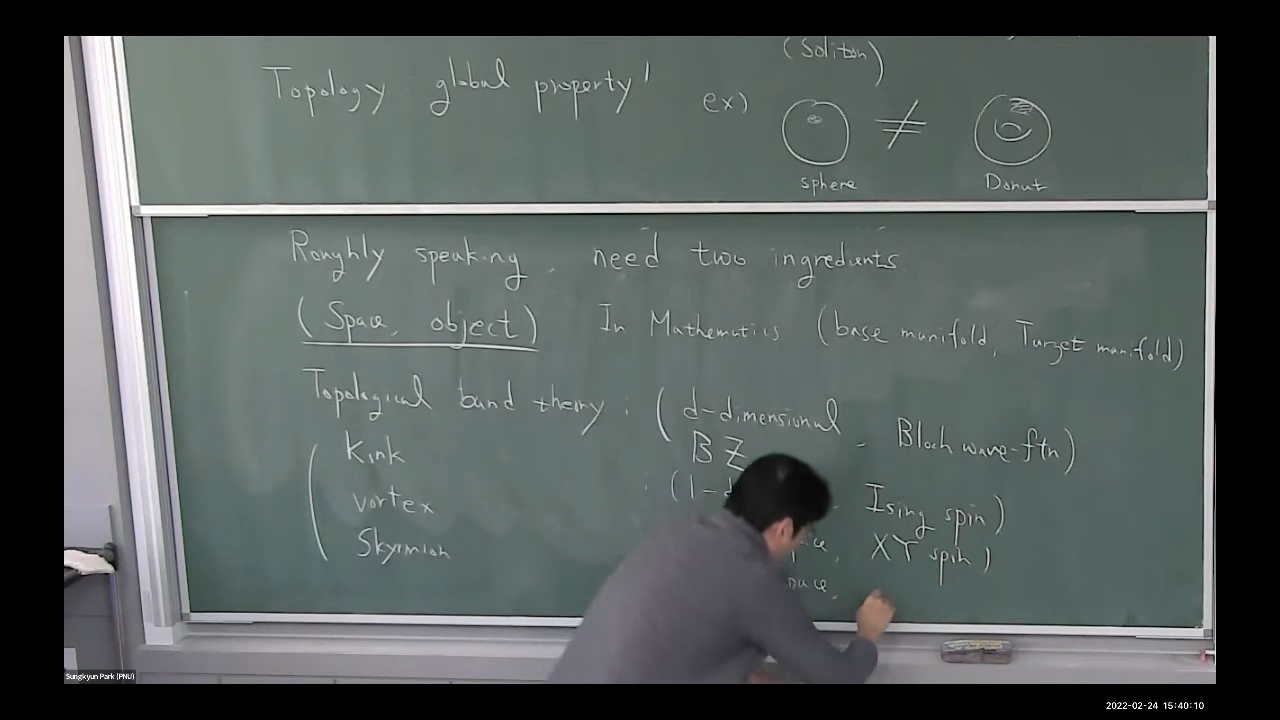 (Soliton)
Topology : global property !
ex)
≠
sphere
Donut
Roughly speaking, need two ingredients
(Space, object) In Mathematics (base manifold, Target manifold)
Topological band theory : (d-dimensional BZ, Bloch wave-ftn)
Kink : (1-d , Ising spin)
vortex , XY spin)
Skyrmion
Sungkyun Park (PNU)
2022-02-24 15:40:10